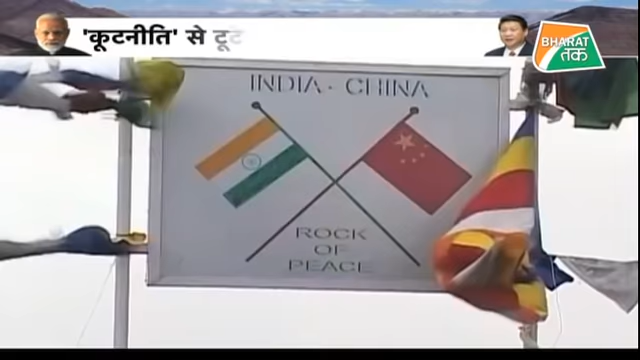 'कूटनीति' से टूटे
BHARAT
तक
INDIA · CHINA
ROCK
OF
PEACE